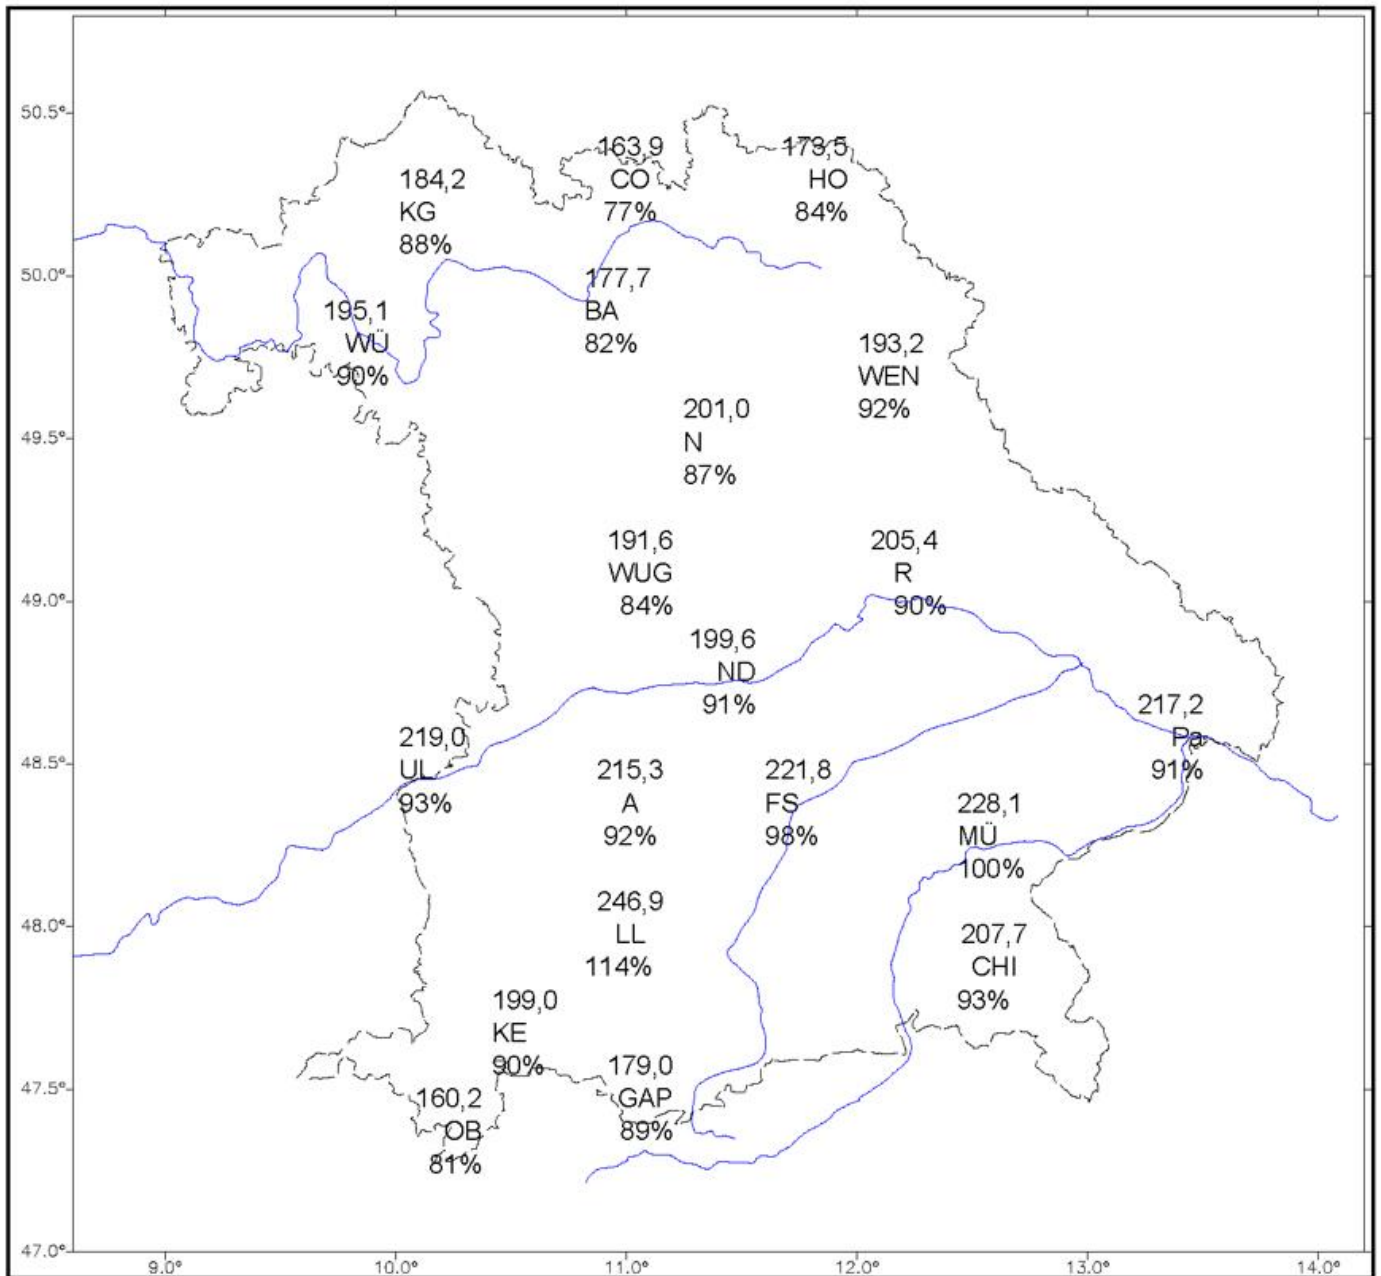 50.5°
163,9
173,5
184,2
CO
HO
KG
77%
84%
88%
50.0°
177,7
195,1
BA
WÜ
82%
193,2
90%
WEN
201,0
92%
49.5°
N
87%
191,6
205,4
WUG
R
49.0°
84%
90%
199,6
ND
91%
217,2
219,0
Pa
48.5°
UL
215,3
221,8
91%
93%
A
FS
228,1
92%
98%
MÜ
100%
246,9
48.0°
LL
207,7
114%
CHI
199,0
93%
KE
90%
179,0
47.5°
160,2
GAP
OB
89%
81%
47.0°
9.0° 10.0° 11.0° 12.0° 13.0° 14.0°